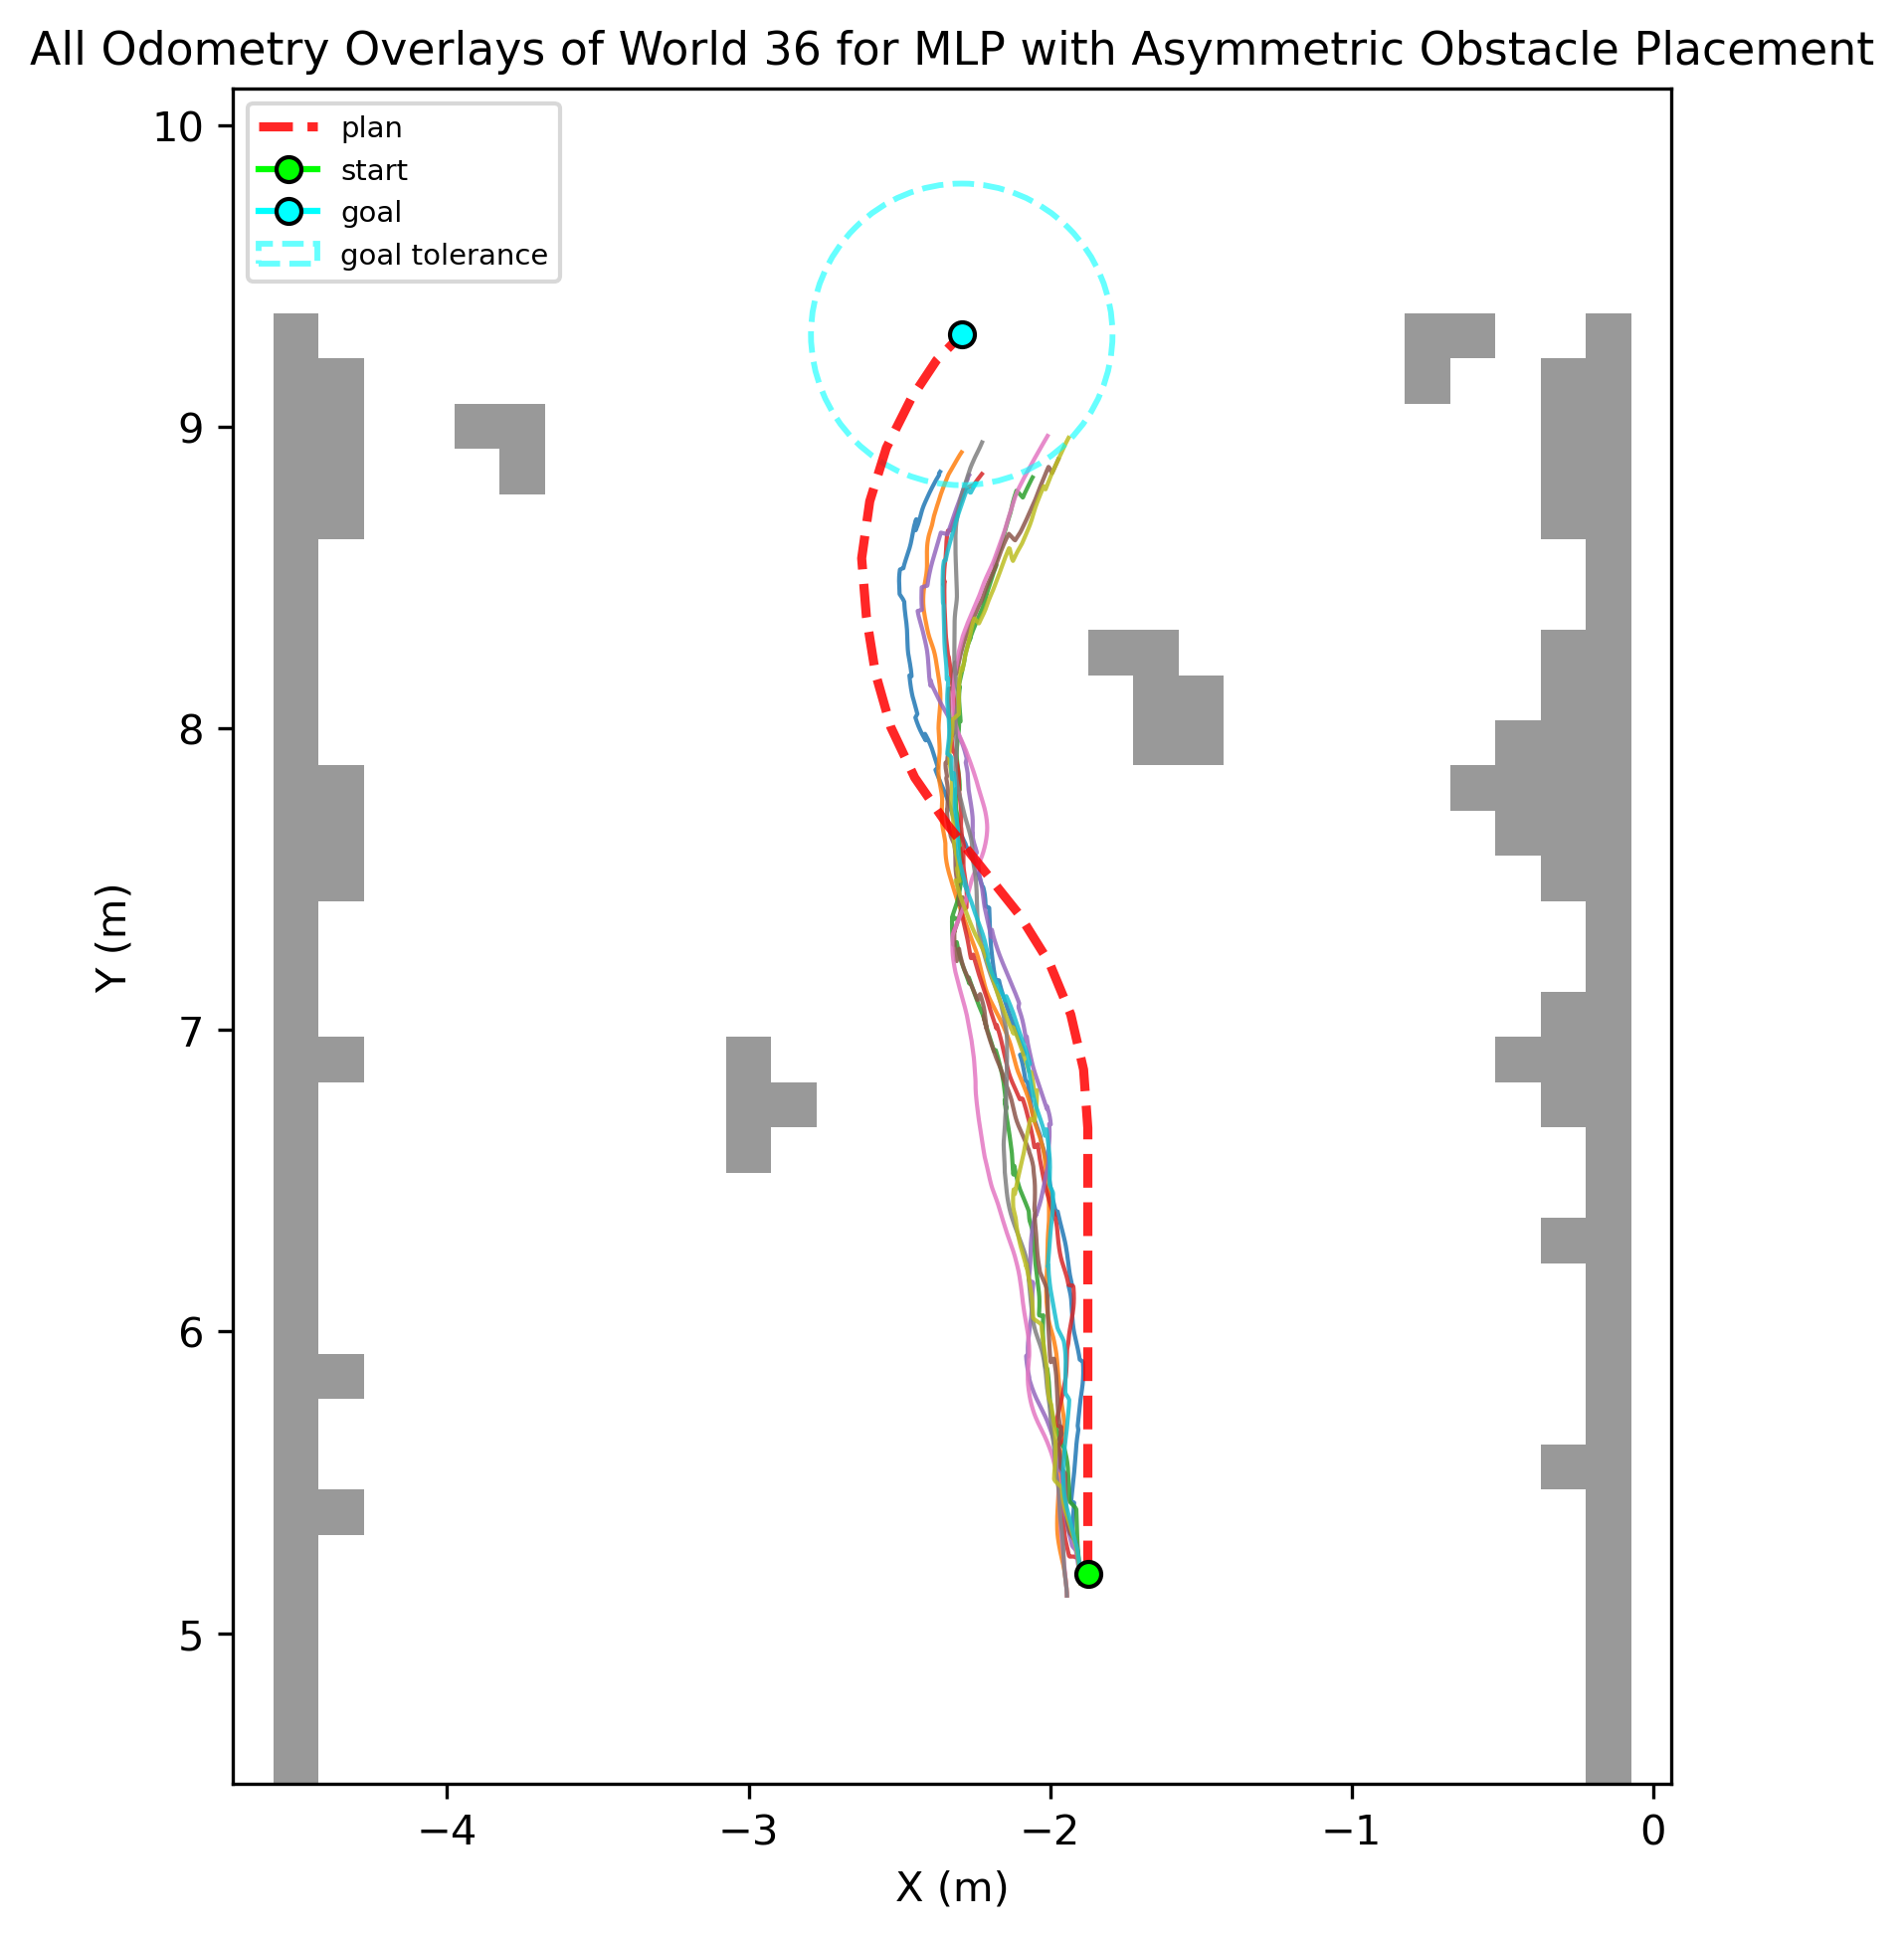 All Odometry Overlays of World 36 for MLP with Asymmetric Obstacle Placement
plan
start
goal
goal tolerance
10
9
8
7
6
5
Y (m)
−4
−3
−2
−1
0
X (m)